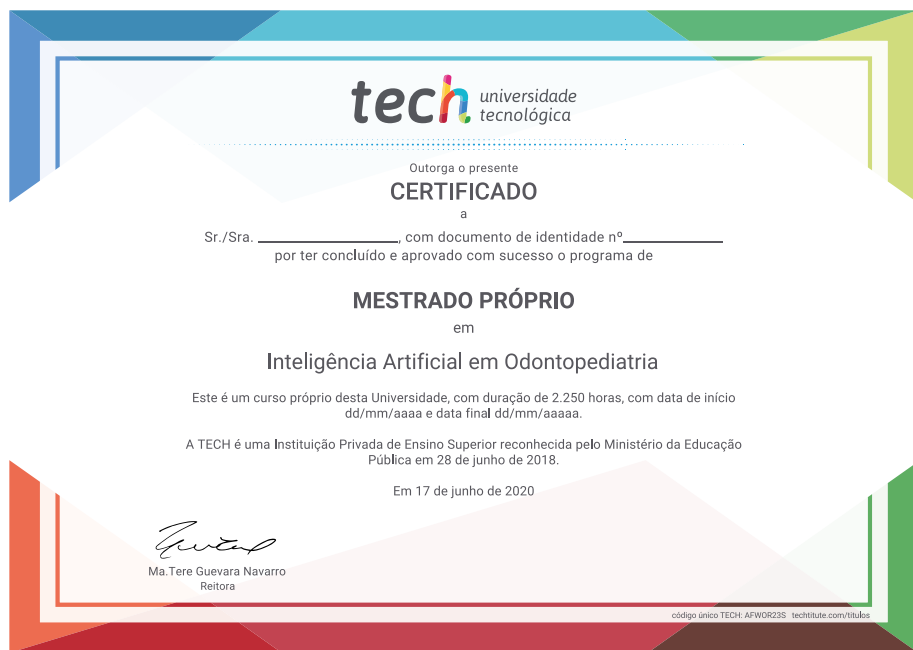 tech universidade
tecnológica
Outorga o presente
CERTIFICADO
a
Sr./Sra. ____________, com documento de identidade nº____________
por ter concluído e aprovado com sucesso o programa de
MESTRADO PRÓPRIO
em
Inteligência Artificial em Odontopediatria
Este é um curso próprio desta Universidade, com duração de 2.250 horas, com data de início
dd/mm/aaaa e data final dd/mm/aaaaa.
A TECH é uma Instituição Privada de Ensino Superior reconhecida pelo Ministério da Educação
Pública em 28 de junho de 2018.
Em 17 de junho de 2020
Ma.Tere Guevara Navarro
Reitora
código único TECH: AFWOR23S techtitute.com/titulos